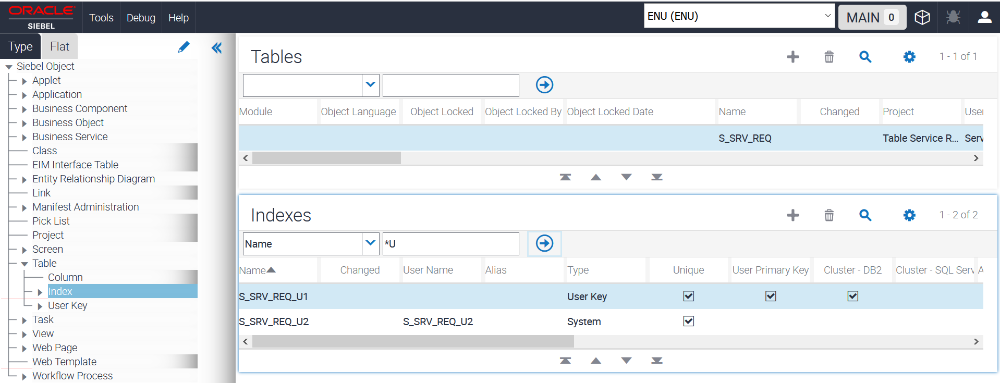 ORACLE
SIEBEL
Tools Debug Help
ENU (ENU)
MAIN 0
Type Flat
Siebel Object
Applet
Application
Business Component
Business Object
Business Service
Class
EIM Interface Table
Entity Relationship Diagram
Link
Manifest Administration
Pick List
Project
Screen
Table
Column
Index
User Key
Task
View
Web Page
Web Template
Workflow Process
Tables
1 - 1 of 1
Module Object Language Object Locked Object Locked By Object Locked Date Name Changed Project User
S_SRV_REQ Table Service R... Serv
Indexes
1 - 2 of 2
Name *U
Name Changed User Name Alias Type Unique User Primary Key Cluster - DB2 Cluster - SQL Serv A
S_SRV_REQ_U1 User Key
S_SRV_REQ_U2 S_SRV_REQ_U2 System